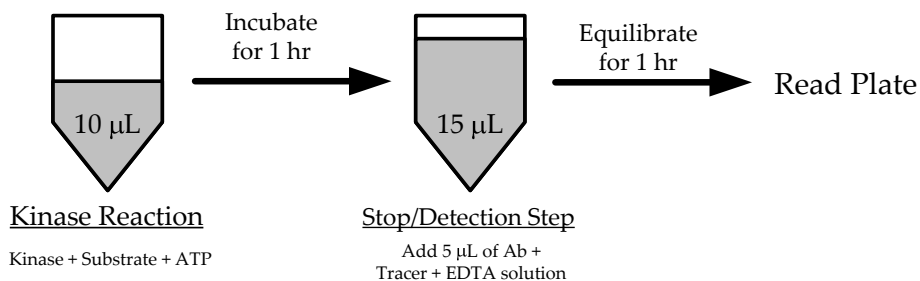 Incubate
for 1 hr
Equilibrate
for 1 hr
Read Plate
10 μL
15 μL
Kinase Reaction
Stop/Detection Step
Kinase + Substrate + ATP
Add 5 μL of Ab +
Tracer + EDTA solution